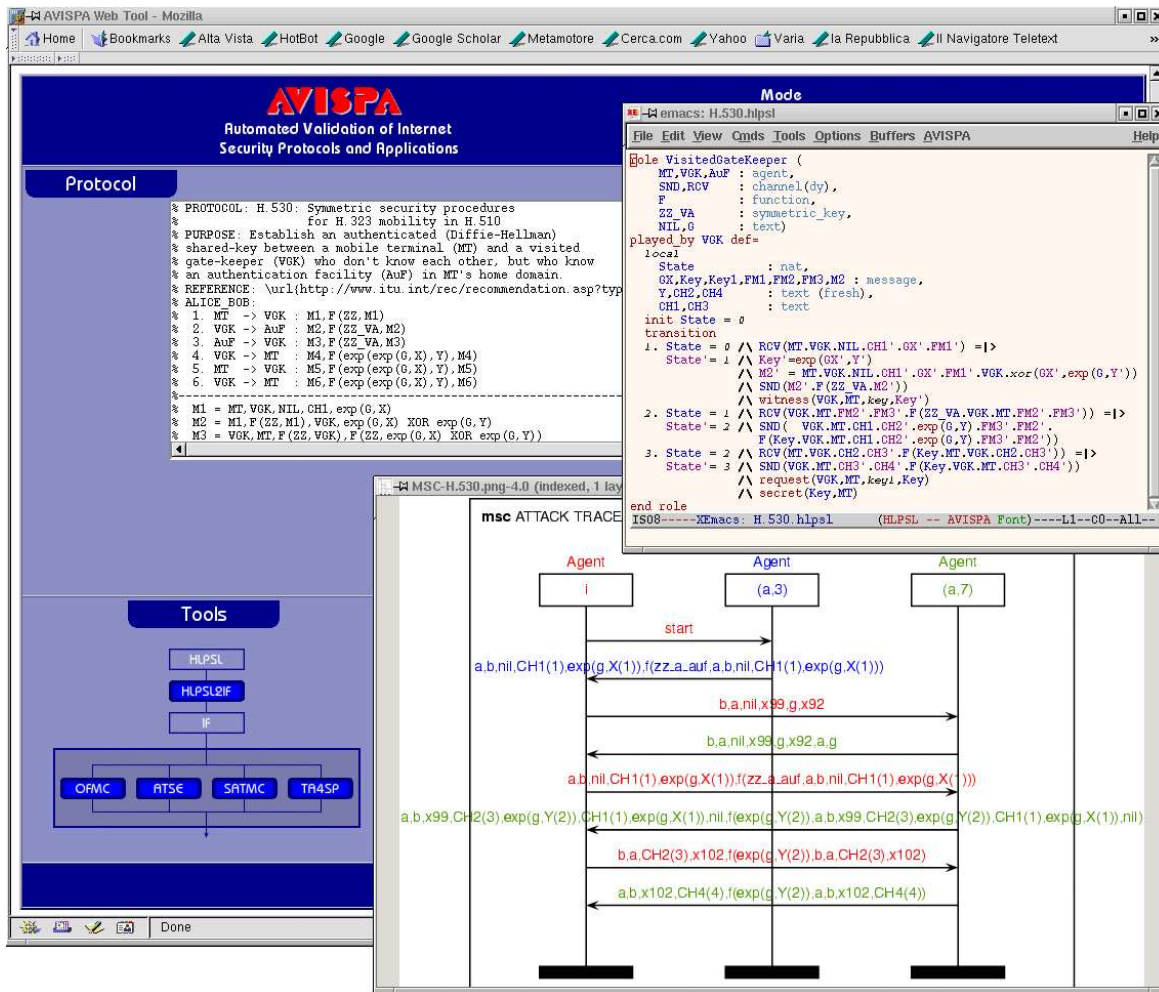 AVISPA Web Tool - Mozilla
Home Bookmarks Alta Vista HotBot Google Google Scholar Metamotore Cerca.com Yahoo Varia la Repubblica Il Navigatore Teletext »
AVISPA
Automated Validation of Internet
Security Protocols and Applications
Mode
Protocol
% PROTOCOL: H.530: Symmetric security procedures
% for H.323 mobility in H.510
% PURPOSE: Establish an authenticated (Diffie-Hellman)
% shared-key between a mobile terminal (MT) and a visited
% gate-keeper (VGK) who don't know each other, but who know
% an authentication facility (AuF) in MT's home domain.
% REFERENCE: \url{http://www.itu.int/rec/recommendation.asp?typ
% ALICE_BOB:
% 1. MT -> VGK : M1,F(ZZ,M1)
% 2. VGK -> AuF : M2,F(ZZ_VA,M2)
% 3. AuF -> VGK : M3,F(ZZ_VA,M3)
% 4. VGK -> MT : M4,F(exp(exp(G,X),Y),M4)
% 5. MT -> VGK : M5,F(exp(exp(G,X),Y),M5)
% 6. VGK -> MT : M6,F(exp(exp(G,X),Y),M6)
%------------------------------------------------
% M1 = MT,VGK,NIL,CH1,exp(G,X)
% M2 = M1,F(ZZ,M1),VGK,exp(G,X) XOR exp(G,Y)
% M3 = VGK,MT,F(ZZ,VGK),F(ZZ,exp(G,X) XOR exp(G,Y))
emacs: H.530.hlpsl
File Edit View Cmds Tools Options Buffers AVISPA Help
role VisitedGateKeeper (
MT,VGK,AuF : agent,
SND,RCV : channel(dy),
F : function,
ZZ_VA : symmetric_key,
NIL,G : text)
played_by VGK def=
local
State : nat,
GX,Key,Key1,FM1,FM2,FM3,M2 : message,
Y,CH2,CH4 : text (fresh),
CH1,CH3 : text
init State = 0
transition
1. State = 0 /\ RCV(MT.VGK.NIL.CH1'.GX'.FM1') =|>
State'= 1 /\ Key'=exp(GX',Y')
/\ M2' = MT.VGK.NIL.CH1'.GX'.FM1'.VGK.xor(GX',exp(G,Y'))
/\ SND(M2'.F(ZZ_VA.M2'))
/\ witness(VGK,MT,key,Key')
2. State = 1 /\ RCV(VGK.MT.FM2'.FM3'.F(ZZ_VA.VGK.MT.FM2'.FM3')) =|>
State'= 2 /\ SND( VGK.MT.CH1.CH2'.exp(G,Y).FM3'.FM2'.
F(Key.VGK.MT.CH1.CH2'.exp(G,Y).FM3'.FM2'))
3. State = 2 /\ RCV(MT.VGK.CH2.CH3'.F(Key.MT.VGK.CH2.CH3')) =|>
State'= 3 /\ SND(VGK.MT.CH3'.CH4'.F(Key.VGK.MT.CH3'.CH4'))
/\ request(VGK,MT,key1,Key)
/\ secret(Key,MT)
end role
ISO8-----XEmacs: H.530.hlpsl (HLPSL -- AVISPA Font)----L1--C0--All--
MSC-H.530.png-4.0 (indexed, 1 lay
msc ATTACK TRACE
Agent Agent Agent
i (a,3) (a,7)
start
a,b,nil,CH1(1),exp(g,X(1)),f(zz_a_auf,a,b,nil,CH1(1),exp(g,X(1)))
b,a,nil,x99,g,x92
b,a,nil,x99,g,x92,a,g
a,b,nil,CH1(1),exp(g,X(1)),f(zz_a_auf,a,b,nil,CH1(1),exp(g,X(1)))
a,b,x99,CH2(3),exp(g,Y(2)),CH1(1),exp(g,X(1)),nil,f(exp(g,Y(2)),a,b,x99,CH2(3),exp(g,Y(2)),CH1(1),exp(g,X(1)),nil)
b,a,CH2(3),x102,f(exp(g,Y(2)),b,a,CH2(3),x102)
a,b,x102,CH4(4),f(exp(g,Y(2)),a,b,x102,CH4(4))
Tools
HLPSL
HLPSL2IF
IF
OFMC ATSE SATMC TA4SP
Done